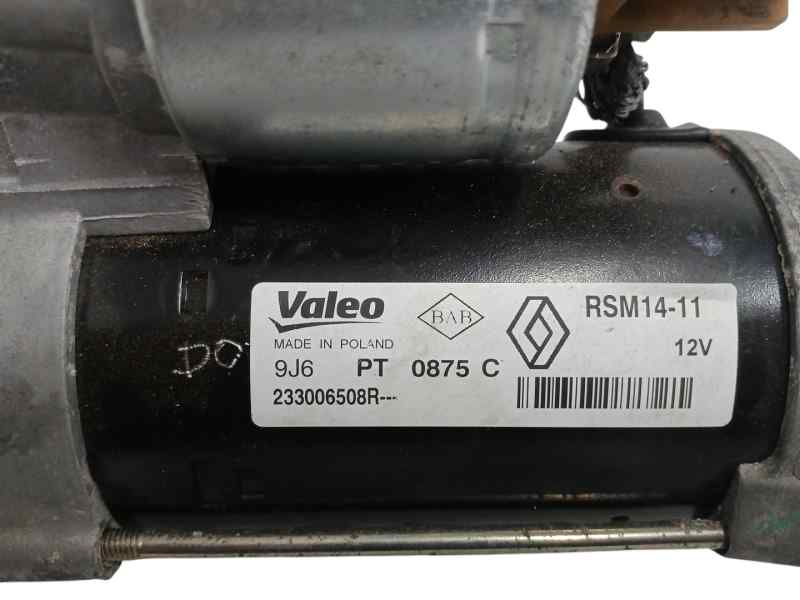 Valeo
BAB
RSM14-11
MADE IN POLAND
12V
9J6 PT 0875 C
233006508R---